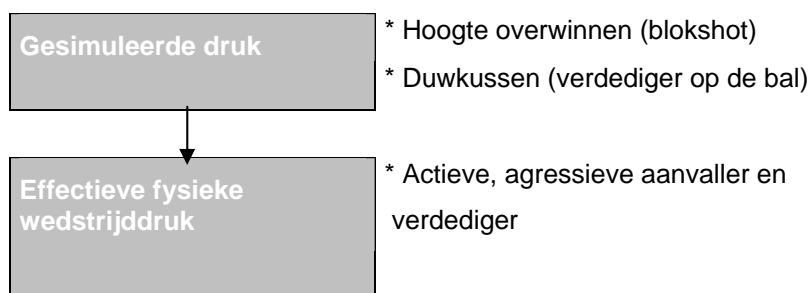 Gesimuleerde druk
* Hoogte overwinnen (blokshot)
* Duwkussen (verdediger op de bal)
Effectieve fysieke
wedstrijddruk
* Actieve, agressieve aanvaller en
verdediger